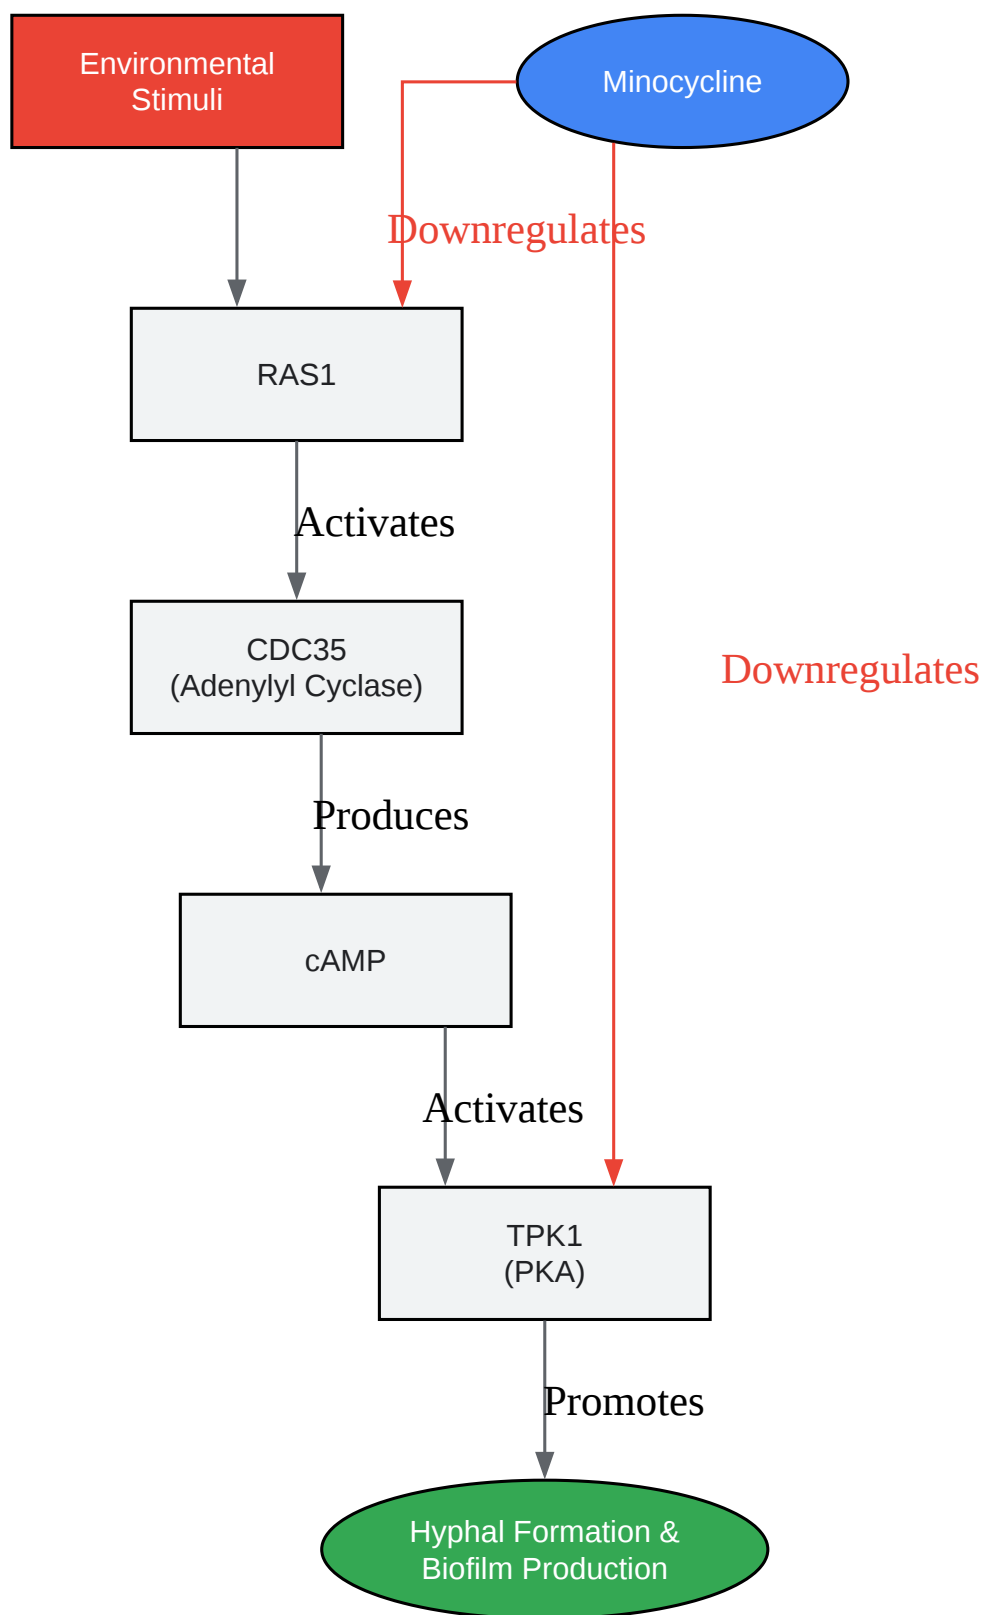 Environmental
Stimuli
Minocycline
Downregulates
RAS1
Activates
CDC35
(Adenylyl Cyclase)
Downregulates
Produces
cAMP
Activates
TPK1
(PKA)
Promotes
Hyphal Formation &
Biofilm Production